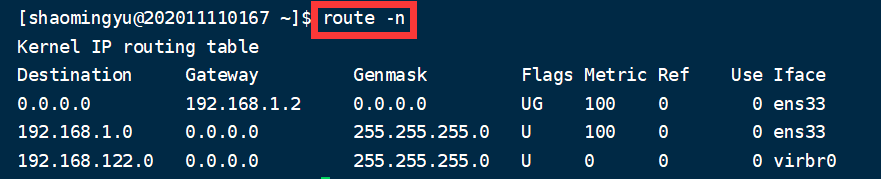 [shaomingyu@202011110167 ~]$ route -n
Kernel IP routing table
Destination     Gateway         Genmask         Flags Metric Ref    Use Iface
0.0.0.0         192.168.1.2     0.0.0.0         UG    100    0        0 ens33
192.168.1.0     0.0.0.0         255.255.255.0   U     100    0        0 ens33
192.168.122.0   0.0.0.0         255.255.255.0   U     0      0        0 virbr0